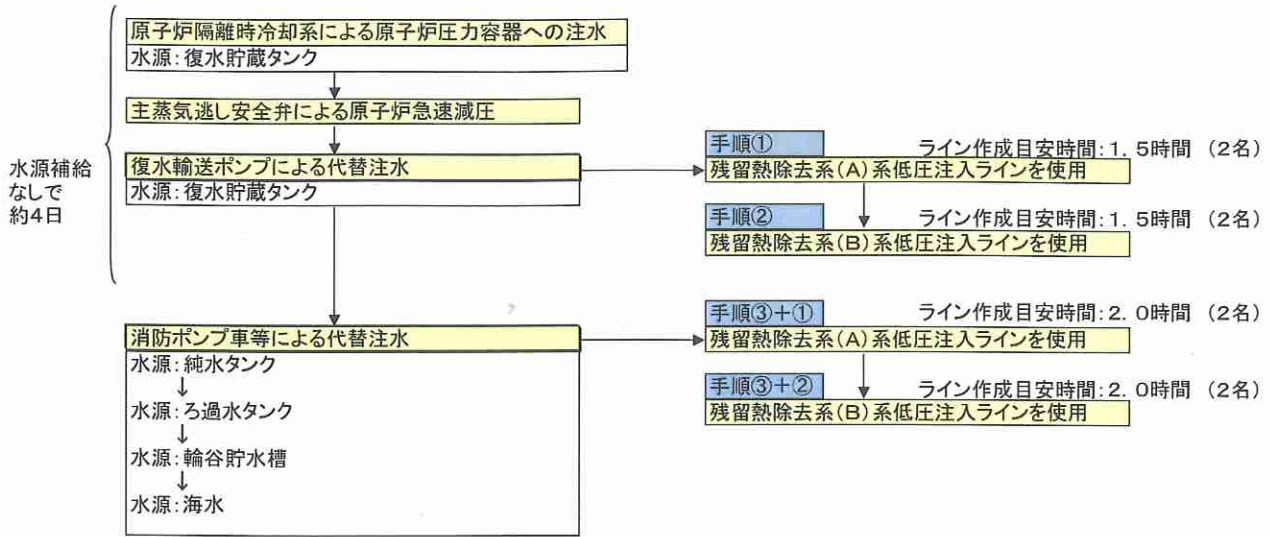 原子炉隔離時冷却系による原子炉圧力容器への注水
水源:復水貯蔵タンク
主蒸気逃し安全弁による原子炉急速減圧
水源補給
なしで
約4日
復水輸送ポンプによる代替注水
水源:復水貯蔵タンク
手順① ライン作成目安時間:1.5時間 (2名)
残留熱除去系(A)系低圧注入ラインを使用
手順② ライン作成目安時間:1.5時間 (2名)
残留熱除去系(B)系低圧注入ラインを使用
消防ポンプ車等による代替注水
水源:純水タンク
↓
水源:ろ過水タンク
↓
水源:輪谷貯水槽
↓
水源:海水
手順③+① ライン作成目安時間:2.0時間 (2名)
残留熱除去系(A)系低圧注入ラインを使用
手順③+② ライン作成目安時間:2.0時間 (2名)
残留熱除去系(B)系低圧注入ラインを使用